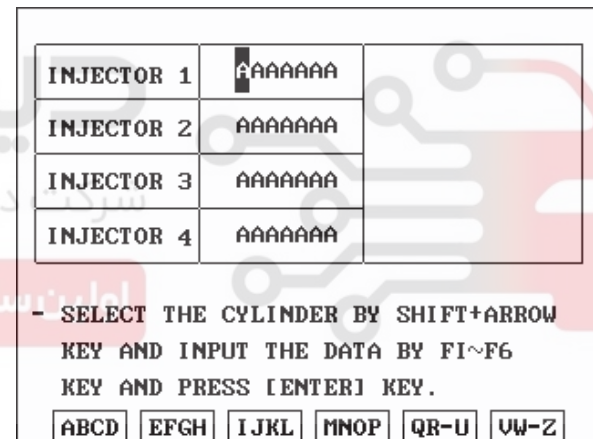 INJECTOR 1 AAAAAAA
INJECTOR 2 AAAAAAA
INJECTOR 3 AAAAAAA
INJECTOR 4 AAAAAAA
- SELECT THE CYLINDER BY SHIFT+ARROW
KEY AND INPUT THE DATA BY FI~F6
KEY AND PRESS [ENTER] KEY.
ABCD EFGH IJKL MNOP QR-U VW-Z